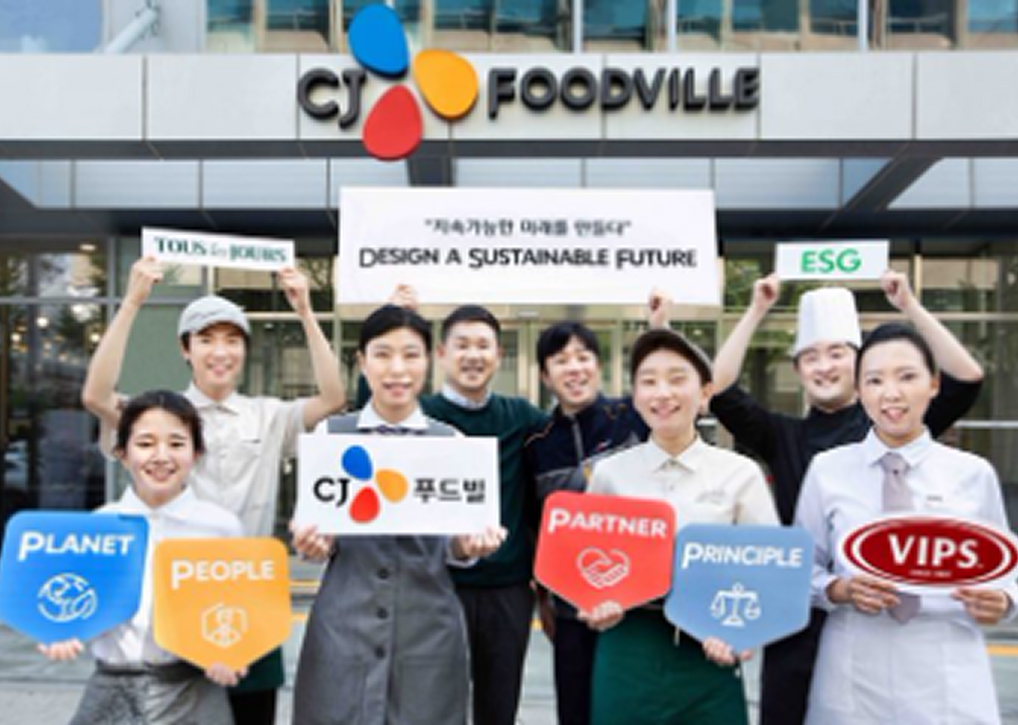 CJ FOODVILLE
"지속가능한 미래를 만들다"
DESIGN A SUSTAINABLE FUTURE
TOUS les JOURS
ESG
CJ 푸드빌
PLANET
PEOPLE
PARTNER
PRINCIPLE
VIPS